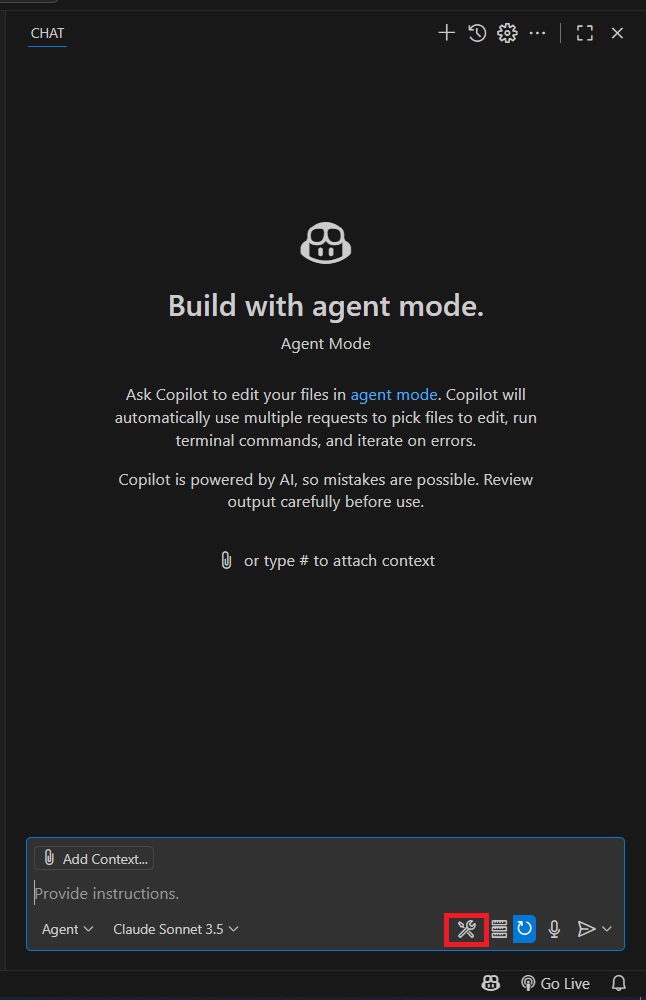 CHAT
Build with agent mode.
Agent Mode
Ask Copilot to edit your files in agent mode. Copilot will
automatically use multiple requests to pick files to edit, run
terminal commands, and iterate on errors.
Copilot is powered by AI, so mistakes are possible. Review
output carefully before use.
or type # to attach context
Add Context...
Provide instructions.
Agent Claude Sonnet 3.5
Go Live